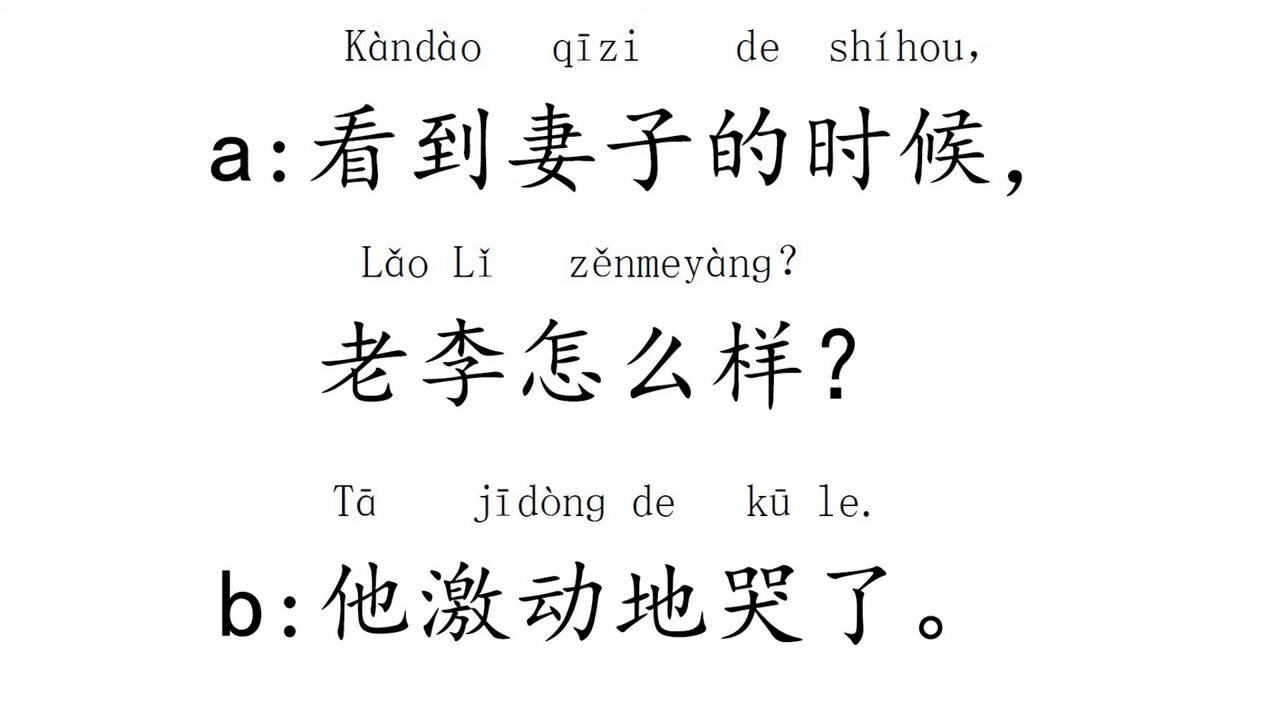 Kàndào qīzi de shíhou,
a:看到妻子的时候,
Lǎo Lǐ zěnmeyàng?
老李怎么样?
Tā jīdòng de kū le.
b:他激动地哭了。